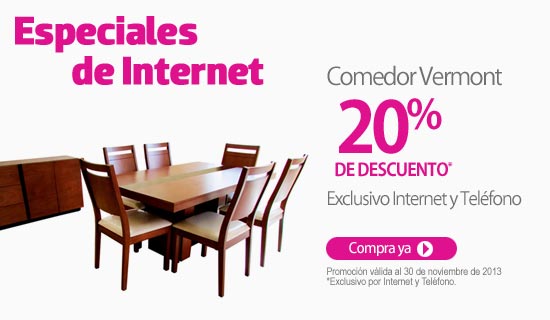 Especiales
de Internet
Comedor Vermont
20%
DE DESCUENTO*
Exclusivo Internet y Teléfono
Compra ya
Promoción válida al 30 de noviembre de 2013
*Exclusivo por Internet y Teléfono.